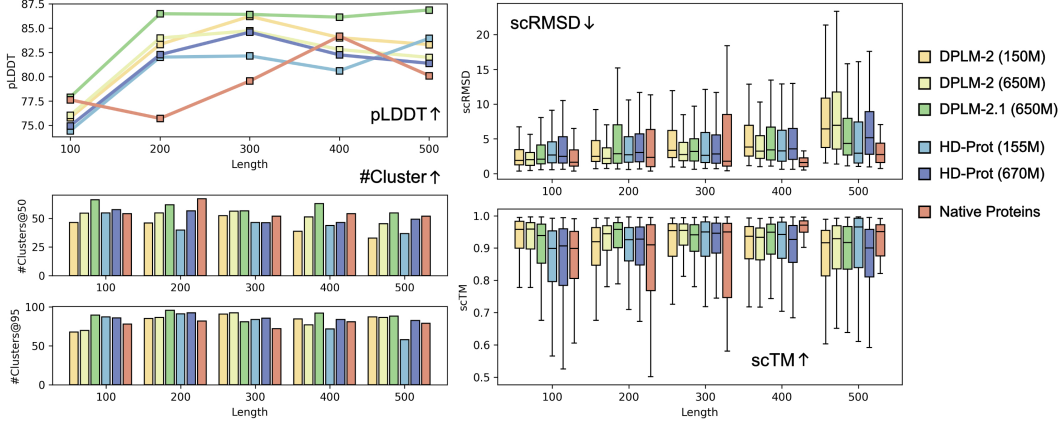 87.5
85.0
82.5
80.0
77.5
75.0
pLDDT
pLDDT↑
100 200 300 400 500
Length
#Cluster↑
50
25
0
#Clusters@50
100 200 300 400 500
100
50
0
#Clusters@95
100 200 300 400 500
Length
scRMSD↓
20
15
10
5
0
scRMSD
100 200 300 400 500
1.0
0.9
0.8
0.7
0.6
0.5
scTM
scTM↑
100 200 300 400 500
Length
DPLM-2 (150M)
DPLM-2 (650M)
DPLM-2.1 (650M)
HD-Prot (155M)
HD-Prot (670M)
Native Proteins